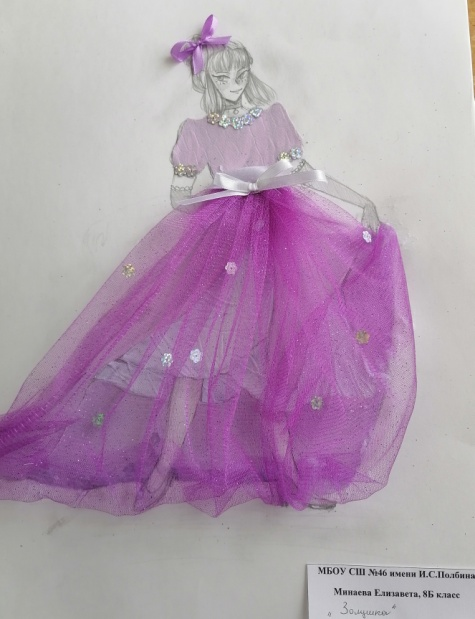 МБОУ СШ №46 имени И.С.Полбина
Минаева Елизавета, 8Б класс
„Золушка“